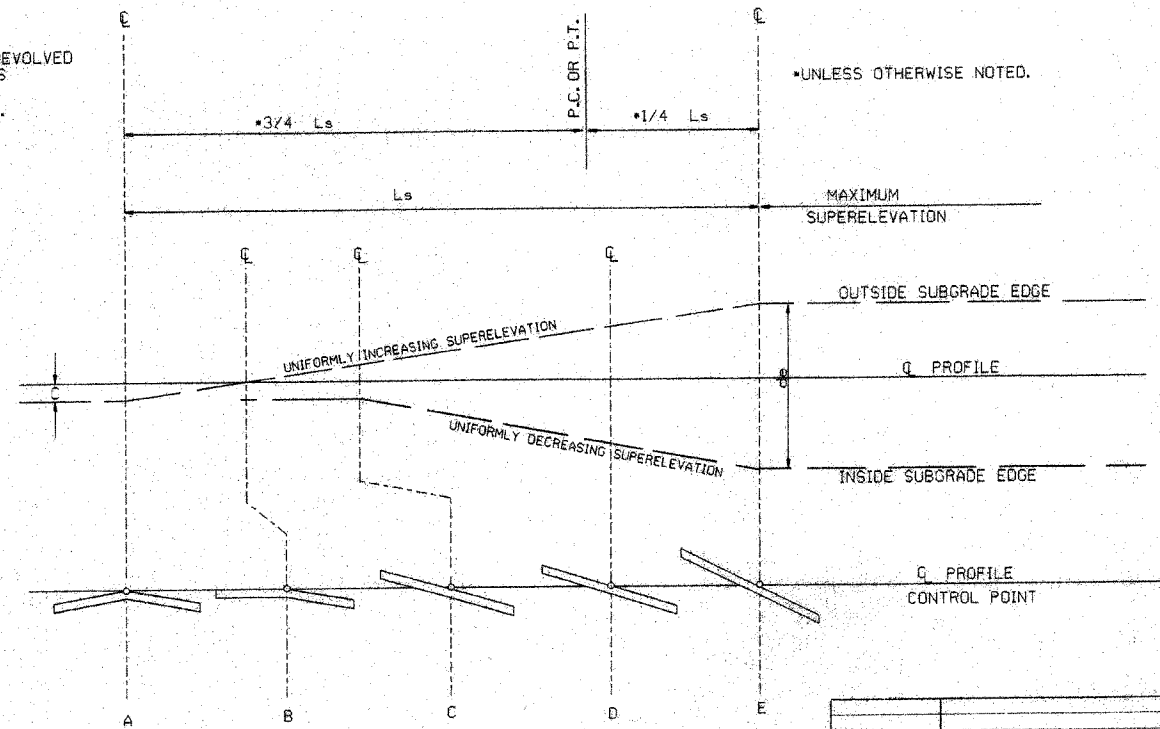 ℄
℄
EVOLVED
S
.
P.C. OR P.T.
*UNLESS OTHERWISE NOTED.
*3/4 Ls
*1/4 Ls
Ls
MAXIMUM
SUPERELEVATION
℄
℄
℄
OUTSIDE SUBGRADE EDGE
UNIFORMLY INCREASING SUPERELEVATION
℄ PROFILE
C
UNIFORMLY DECREASING SUPERELEVATION
INSIDE SUBGRADE EDGE
℄ PROFILE
CONTROL POINT
A
B
C
D
E